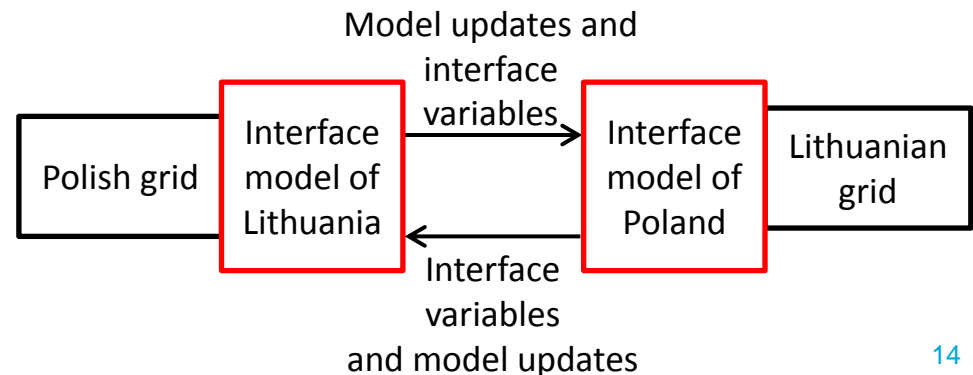 Model updates and
interface
variables
Polish grid
Interface
model of
Lithuania
Interface
model of
Poland
Lithuanian
grid
Interface
variables
and model updates
14